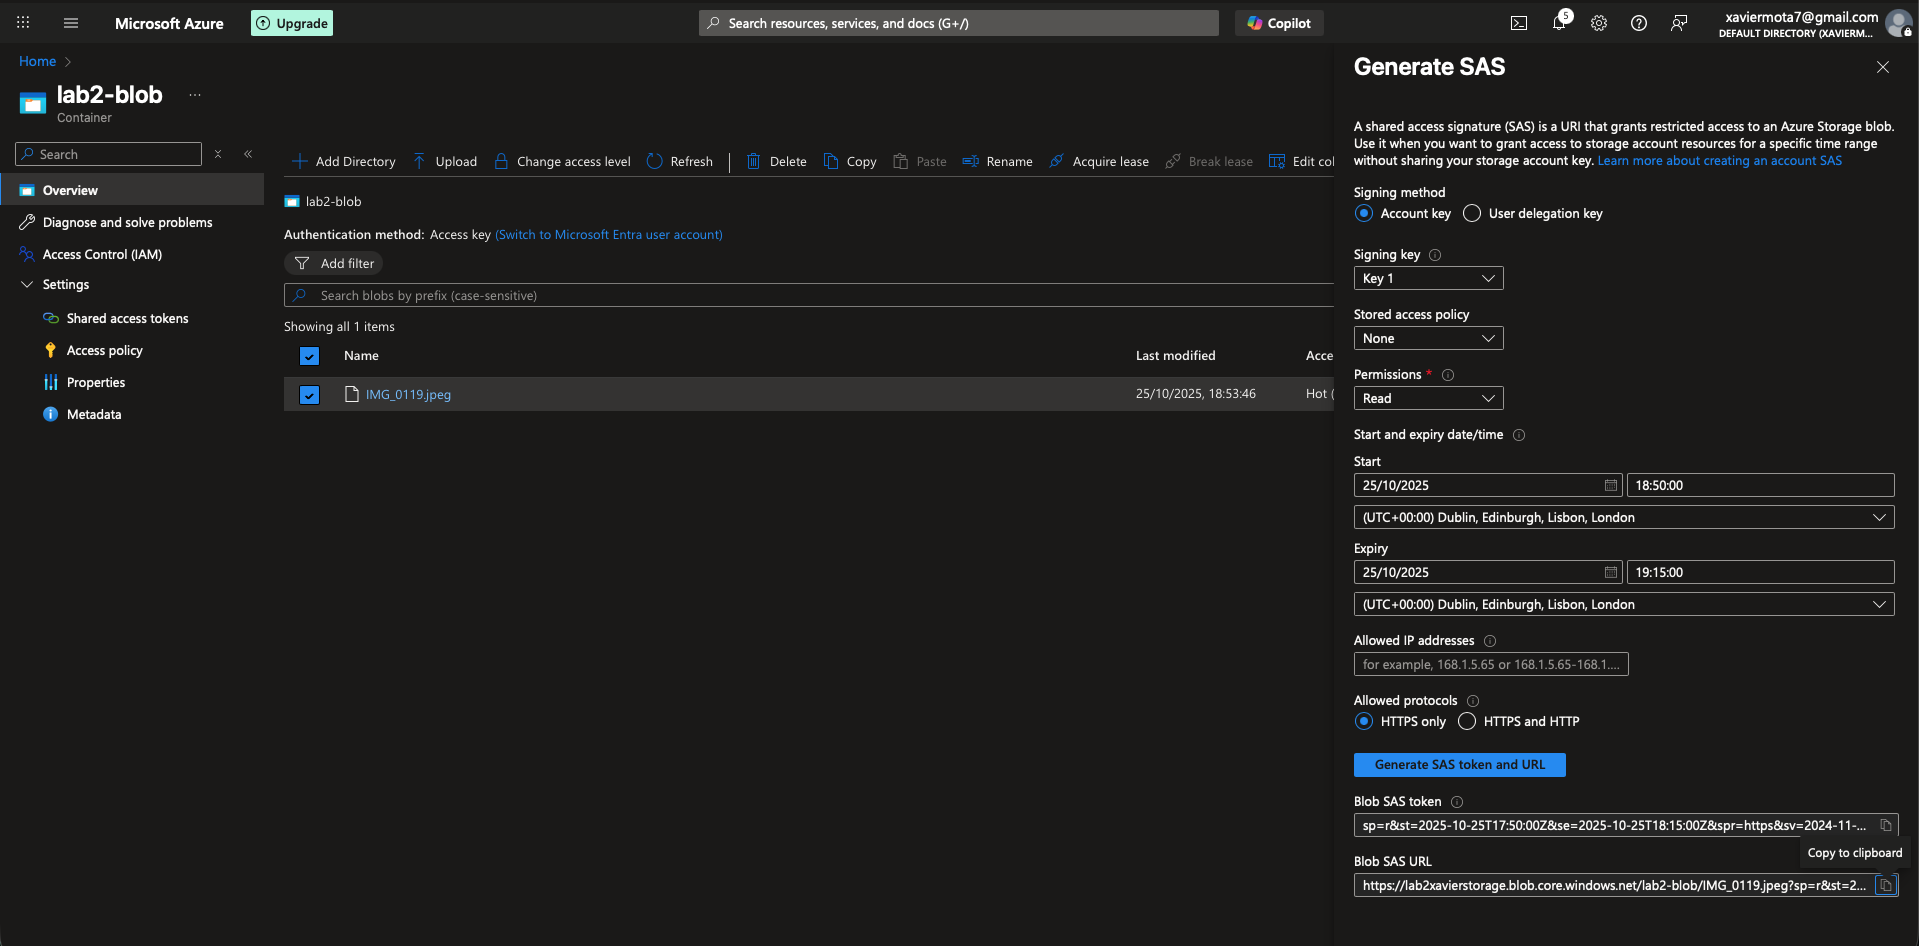 Microsoft Azure
Upgrade
Search resources, services, and docs (G+/)
Copilot
5
xaviermota7@gmail.com
DEFAULT DIRECTORY (XAVIERM...
Home
lab2-blob
...
Container
Search
Overview
Diagnose and solve problems
Access Control (IAM)
Settings
Shared access tokens
Access policy
Properties
Metadata
Add Directory
Upload
Change access level
Refresh
Delete
Copy
Paste
Rename
Acquire lease
Break lease
Edit col
lab2-blob
Authentication method: Access key (Switch to Microsoft Entra user account)
Add filter
Search blobs by prefix (case-sensitive)
Showing all 1 items
Name
Last modified
Acce
IMG_0119.jpeg
25/10/2025, 18:53:46
Hot (
Generate SAS
A shared access signature (SAS) is a URI that grants restricted access to an Azure Storage blob.
Use it when you want to grant access to storage account resources for a specific time range
without sharing your storage account key. Learn more about creating an account SAS
Signing method
Account key
User delegation key
Signing key
Key 1
Stored access policy
None
Permissions *
Read
Start and expiry date/time
Start
25/10/2025
18:50:00
(UTC+00:00) Dublin, Edinburgh, Lisbon, London
Expiry
25/10/2025
19:15:00
(UTC+00:00) Dublin, Edinburgh, Lisbon, London
Allowed IP addresses
for example, 168.1.5.65 or 168.1.5.65-168.1....
Allowed protocols
HTTPS only
HTTPS and HTTP
Generate SAS token and URL
Blob SAS token
sp=r&st=2025-10-25T17:50:00Z&se=2025-10-25T18:15:00Z&spr=https&sv=2024-11-...
Copy to clipboard
Blob SAS URL
https://lab2xavierstorage.blob.core.windows.net/lab2-blob/IMG_0119.jpeg?sp=r&st=2...